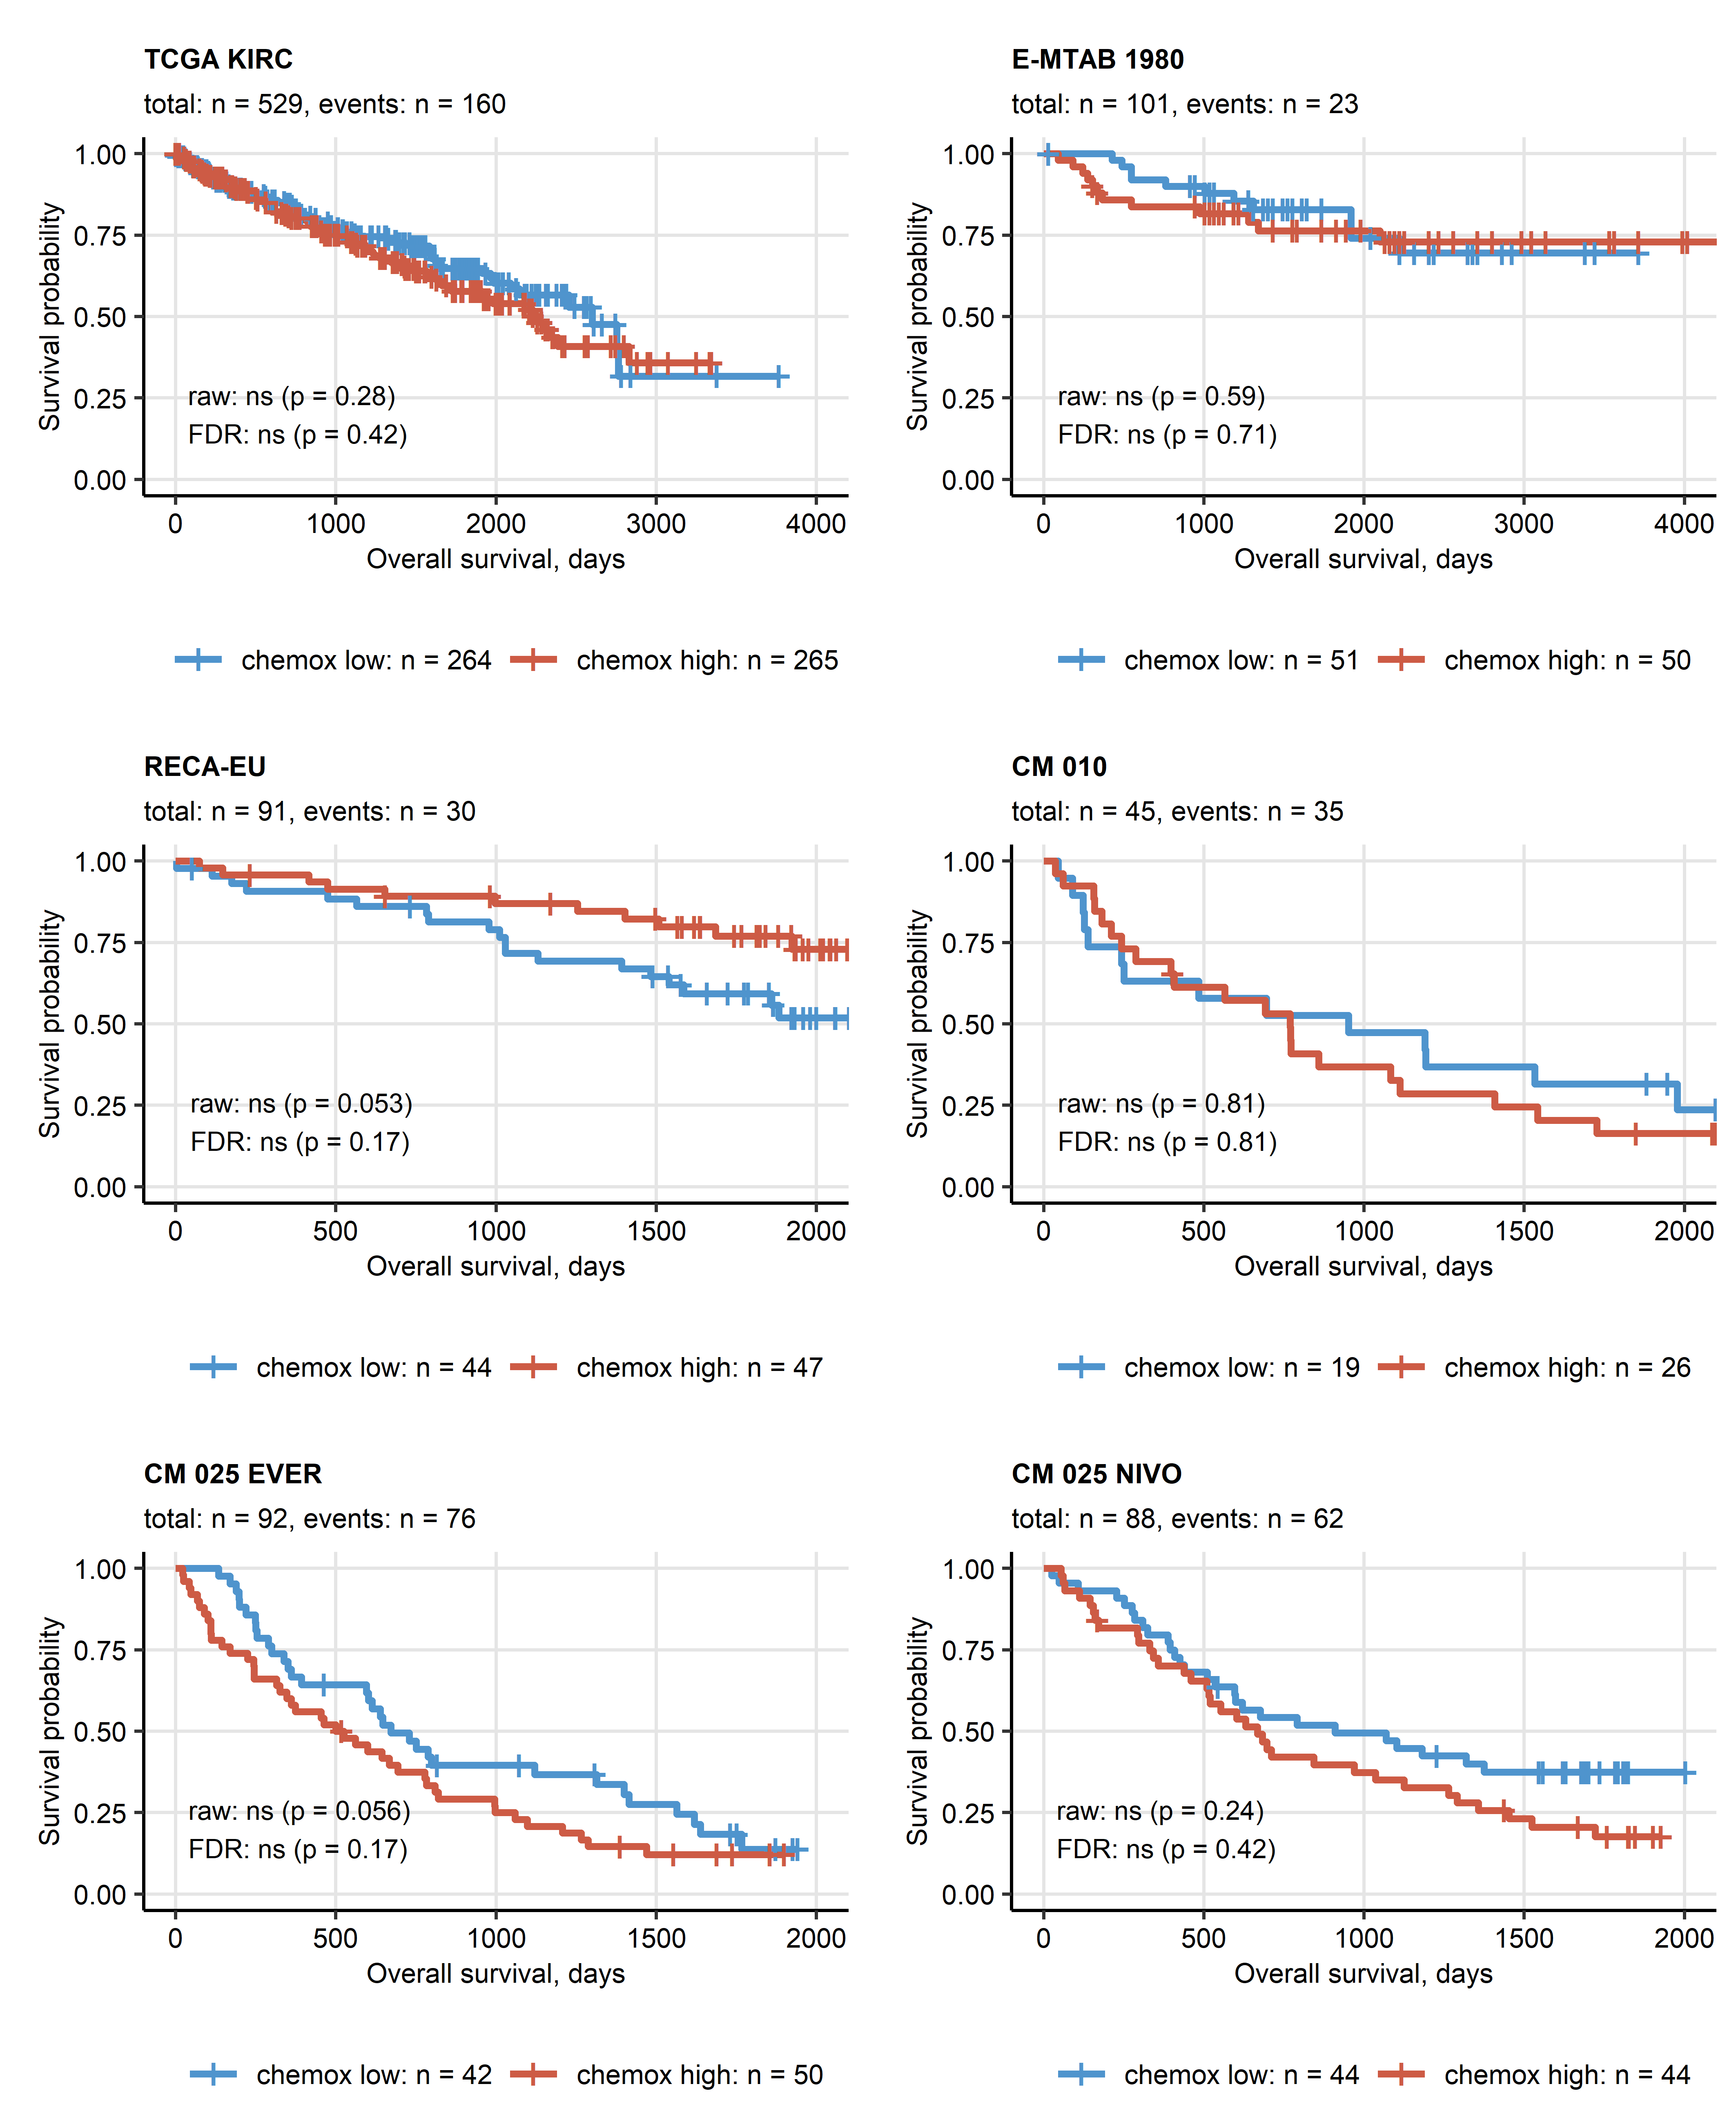 TCGA KIRC
total: n = 529, events: n = 160
Survival probability
1.00
0.75
0.50
0.25
0.00
raw: ns (p = 0.28)
FDR: ns (p = 0.42)
0 1000 2000 3000 4000
Overall survival, days
chemox low: n = 264 chemox high: n = 265
E-MTAB 1980
total: n = 101, events: n = 23
Survival probability
1.00
0.75
0.50
0.25
0.00
raw: ns (p = 0.59)
FDR: ns (p = 0.71)
0 1000 2000 3000 4000
Overall survival, days
chemox low: n = 51 chemox high: n = 50
RECA-EU
total: n = 91, events: n = 30
Survival probability
1.00
0.75
0.50
0.25
0.00
raw: ns (p = 0.053)
FDR: ns (p = 0.17)
0 500 1000 1500 2000
Overall survival, days
chemox low: n = 44 chemox high: n = 47
CM 010
total: n = 45, events: n = 35
Survival probability
1.00
0.75
0.50
0.25
0.00
raw: ns (p = 0.81)
FDR: ns (p = 0.81)
0 500 1000 1500 2000
Overall survival, days
chemox low: n = 19 chemox high: n = 26
CM 025 EVER
total: n = 92, events: n = 76
Survival probability
1.00
0.75
0.50
0.25
0.00
raw: ns (p = 0.056)
FDR: ns (p = 0.17)
0 500 1000 1500 2000
Overall survival, days
chemox low: n = 42 chemox high: n = 50
CM 025 NIVO
total: n = 88, events: n = 62
Survival probability
1.00
0.75
0.50
0.25
0.00
raw: ns (p = 0.24)
FDR: ns (p = 0.42)
0 500 1000 1500 2000
Overall survival, days
chemox low: n = 44 chemox high: n = 44